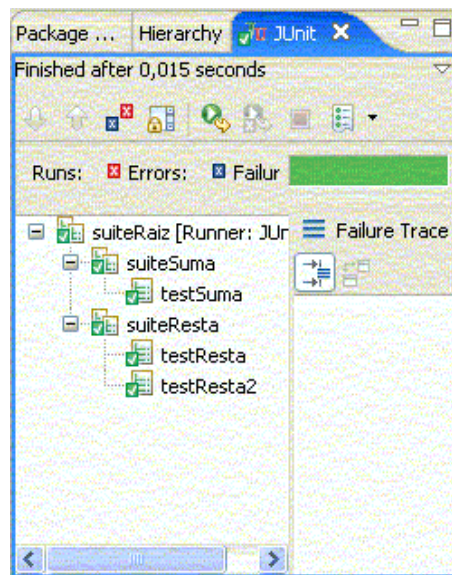 Package ... Hierarchy JUnit
Finished after 0,015 seconds
Runs: Errors: Failur
suiteRaiz [Runner: JUr
Failure Trace
suiteSuma
testSuma
suiteResta
testResta
testResta2